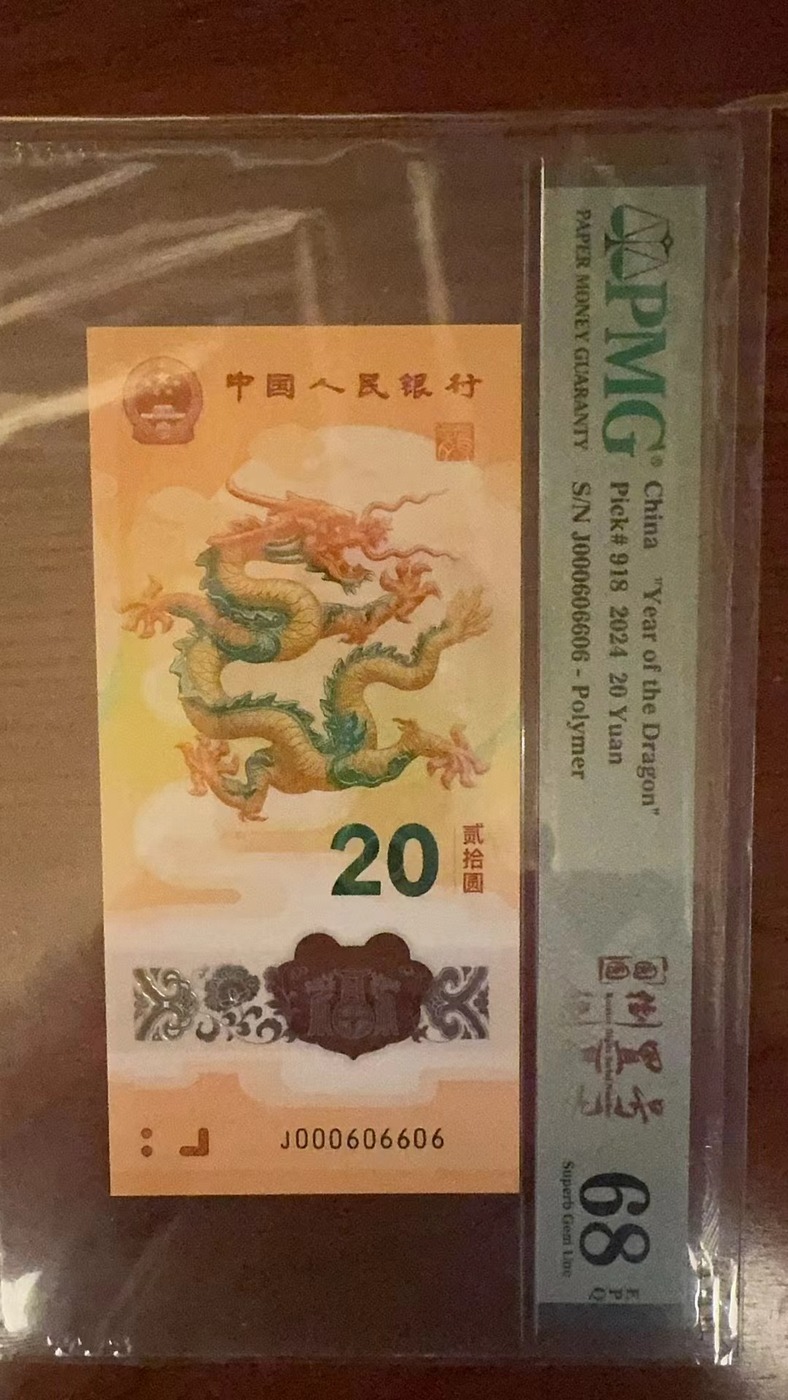 中国人民银行
20
贰拾圆
J000606606
PMG®
PAPER MONEY GUARANTY
China "Year of the Dragon"
Pick# 918 2024 20 Yuan
S/N J000606606 - Polymer
68
EPQ
Superb Gem Unc